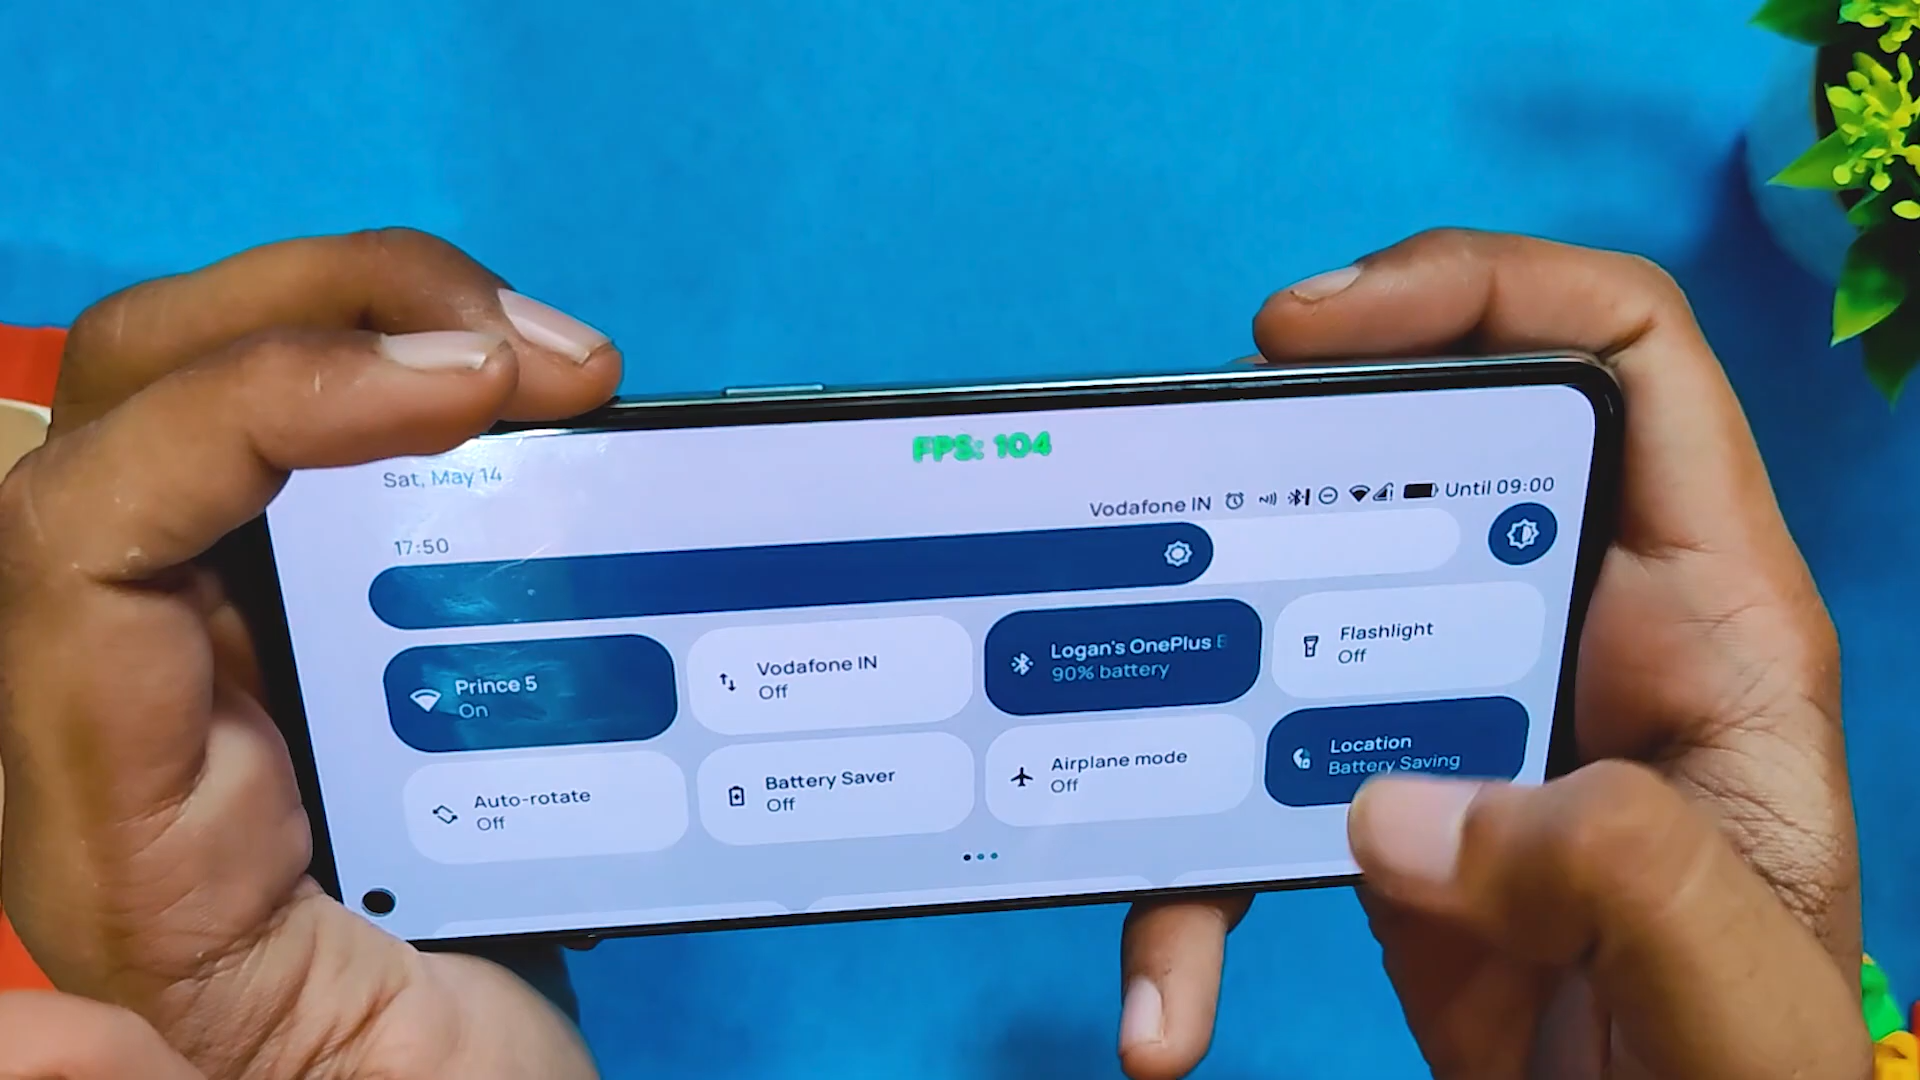 FPS: 104
Sat, May 14
Vodafone IN
Until 09:00
17:50
Prince 5
On
Vodafone IN
Off
Logan's OnePlus
90% battery
Flashlight
Off
Auto-rotate
Off
Battery Saver
Off
Airplane mode
Off
Location
Battery Saving